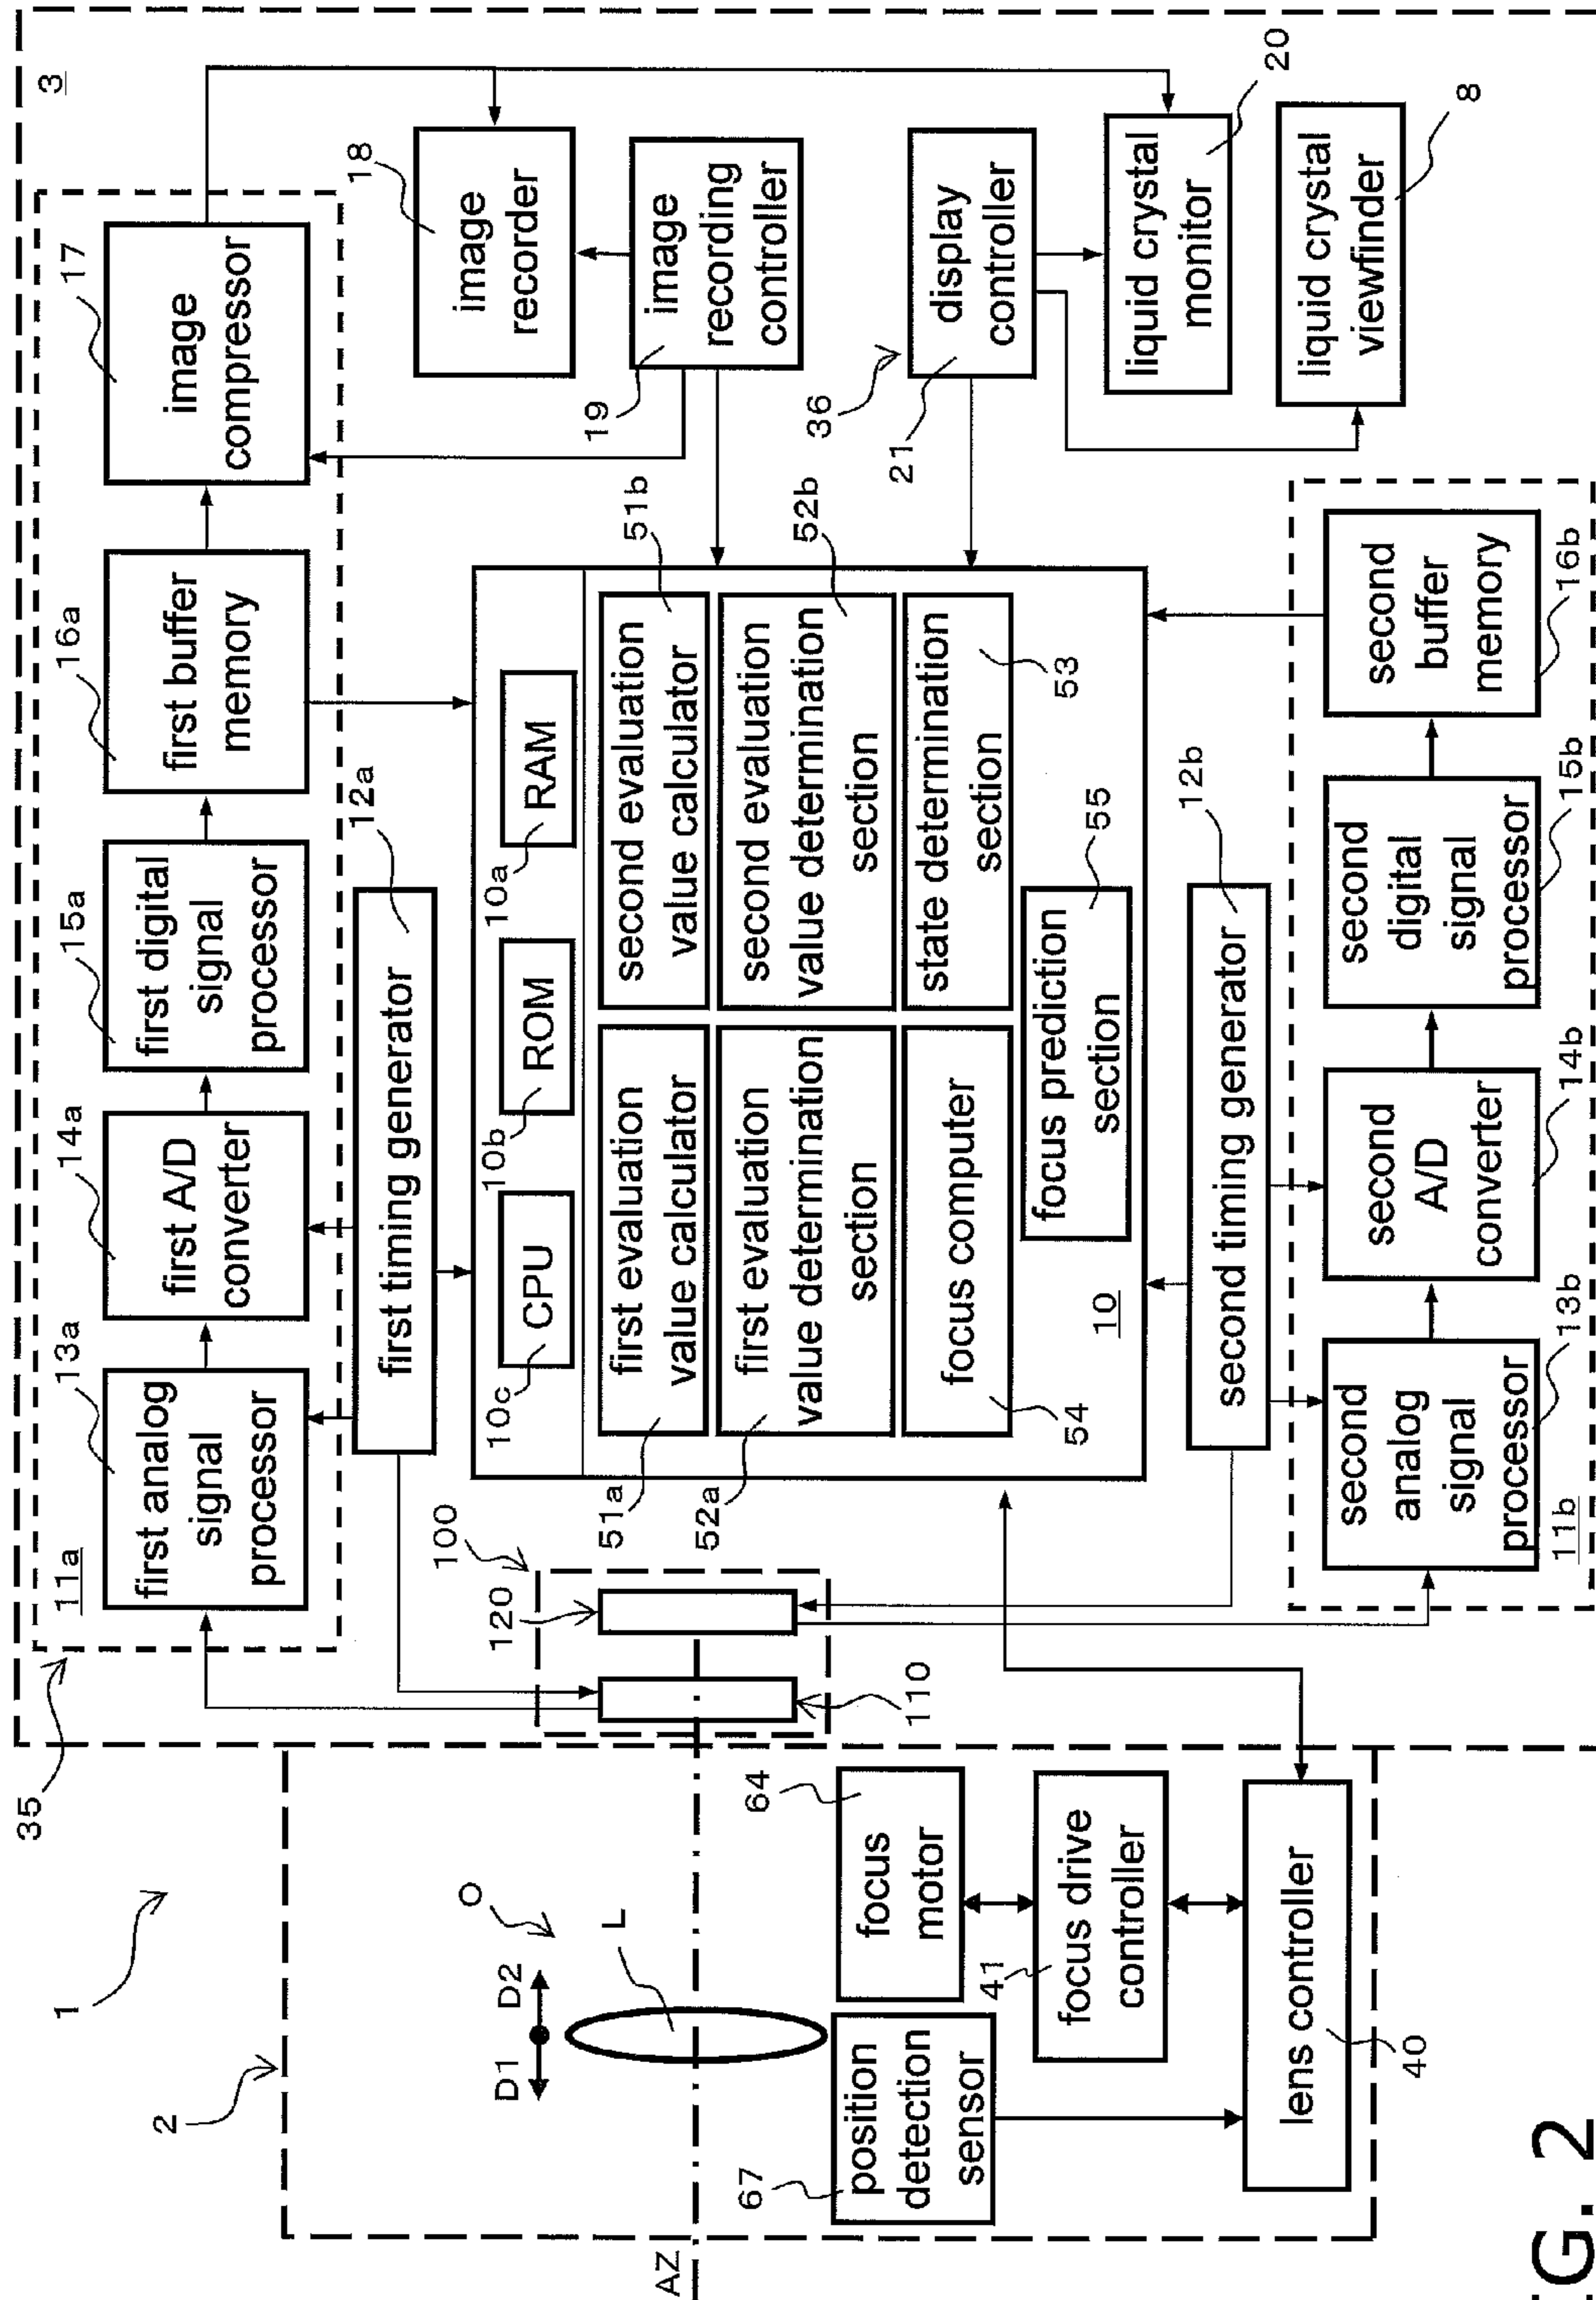 1
35
3
11a
13a
14a
15a
16a
17
first analog
signal
processor
first A/D
converter
first digital
signal
processor
first buffer
memory
image
compressor
12a
first timing generator
18
image
recorder
19
image
recording
controller
2
D1
D2
O
L
AZ
100
120
110
10c
CPU
10b
ROM
10a
RAM
51a
first evaluation
value calculator
second evaluation
value calculator
51b
52a
first evaluation
value determination
section
second evaluation
value determination
section
52b
54
focus computer
state determination
section
53
10
focus prediction
section
55
36
21
display
controller
liquid crystal
monitor
20
liquid crystal
viewfinder
8
67
position
detection
sensor
64
focus
motor
41
focus drive
controller
lens controller
40
second timing generator
12b
second
analog
signal
processor
second
A/D
converter
second
digital
signal
processor
second
buffer
memory
11b
13b
14b
15b
16b
G. 2